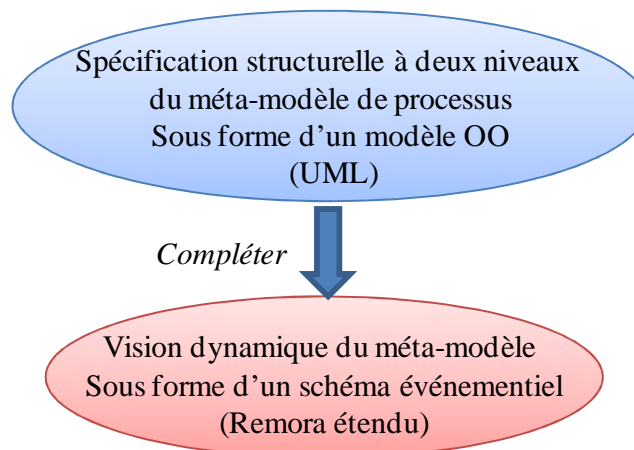 Spécification structurelle à deux niveaux
du méta-modèle de processus
Sous forme d'un modèle OO
(UML)
Compléter
Vision dynamique du méta-modèle
Sous forme d'un schéma événementiel
(Remora étendu)